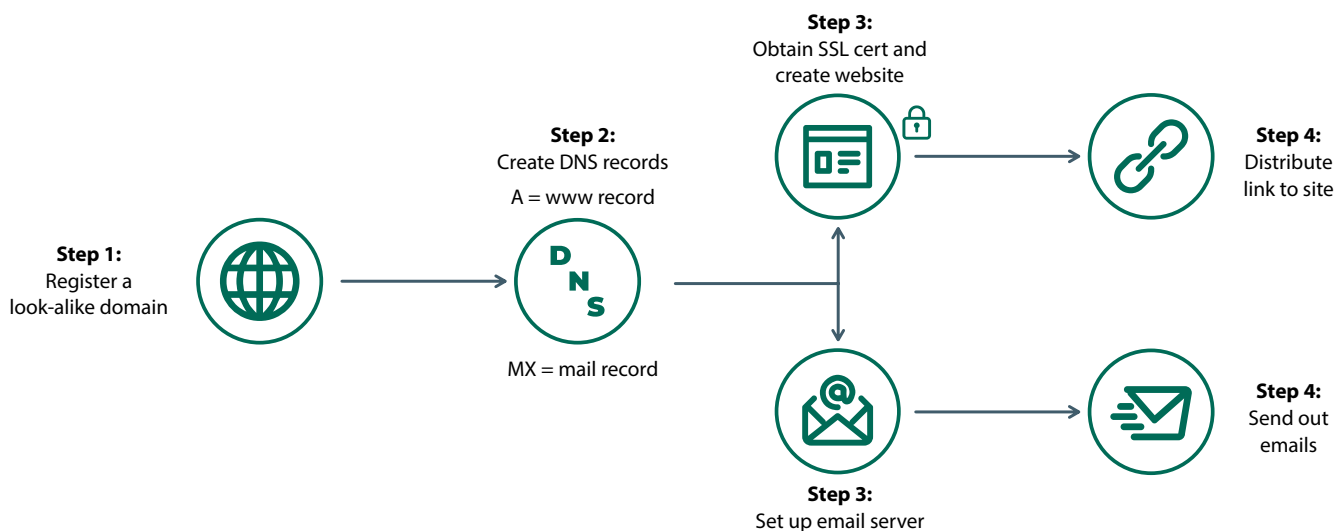 Step 1:
Register a
look-alike domain
Step 2:
Create DNS records
A = www record
D
N
S
MX = mail record
Step 3:
Obtain SSL cert and
create website
Step 4:
Distribute
link to site
@
Step 3:
Set up email server
Step 4:
Send out
emails